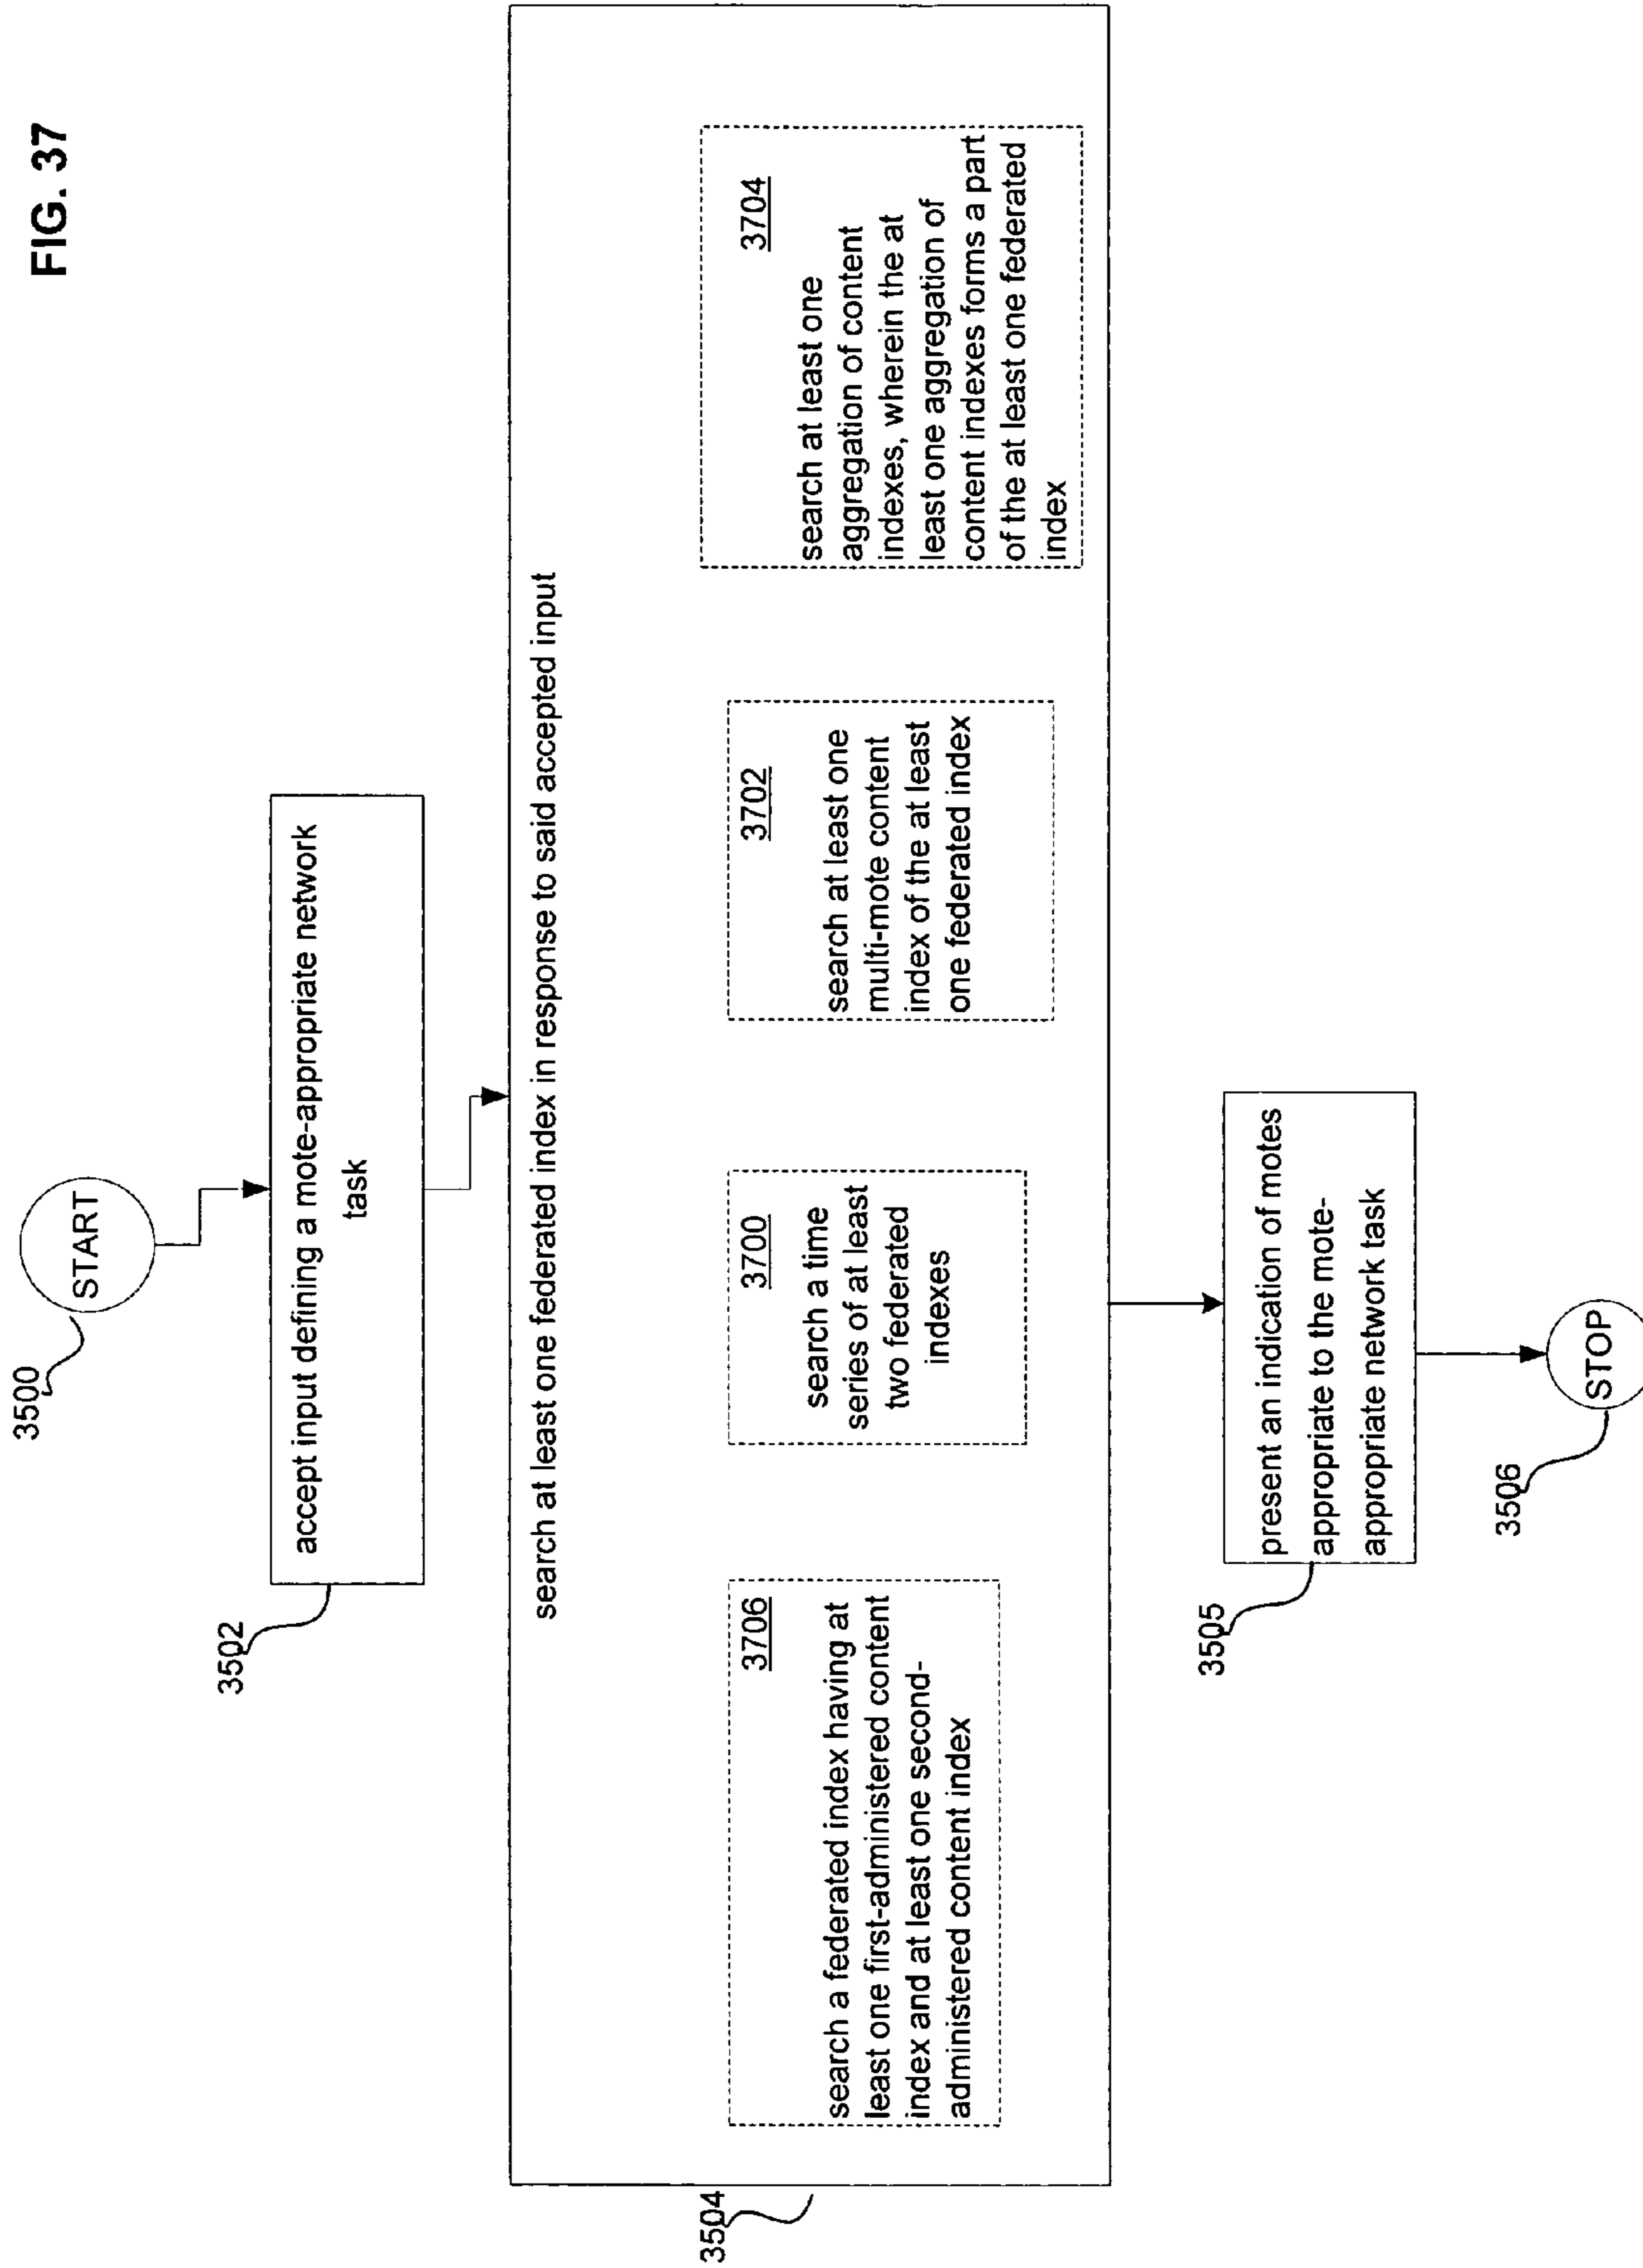 FIG. 37
3500
START
3502
accept input defining a mote-appropriate network
task
3504
search at least one federated index in response to said accepted input
3706
search a federated index having at
least one first-administered content
index and at least one second-
administered content index
3700
search a time
series of at least
two federated
indexes
3702
search at least one
multi-mote content
index of the at least
one federated index
3704
search at least one
aggregation of content
indexes, wherein the at
least one aggregation of
content indexes forms a part
of the at least one federated
index
3505
present an indication of motes
appropriate to the mote-
appropriate network task
3506
STOP